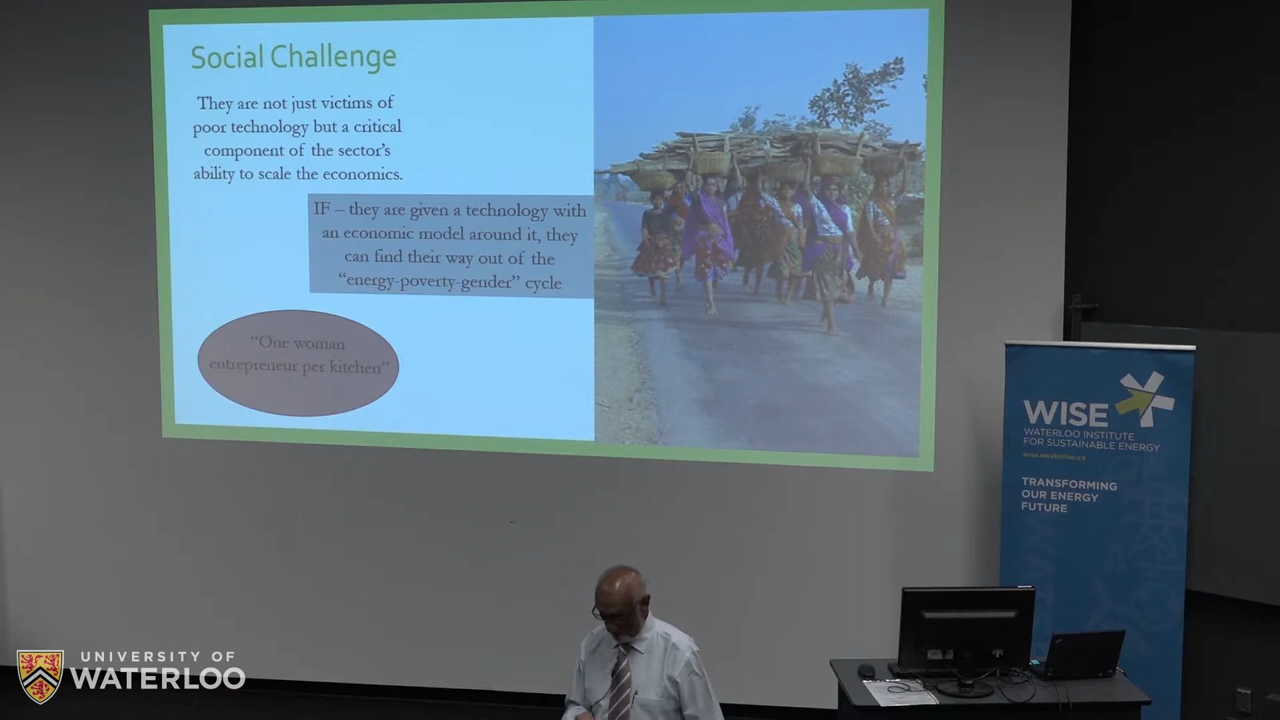 Social Challenge
They are not just victims of
poor technology but a critical
component of the sector's
ability to scale the economics.
IF – they are given a technology with
an economic model around it, they
can find their way out of the
“energy-poverty-gender” cycle
“One woman
entrepreneur per kitchen”
WISE
WATERLOO INSTITUTE
FOR SUSTAINABLE ENERGY
wise.uwaterloo.ca
TRANSFORMING
OUR ENERGY
FUTURE
UNIVERSITY OF
WATERLOO